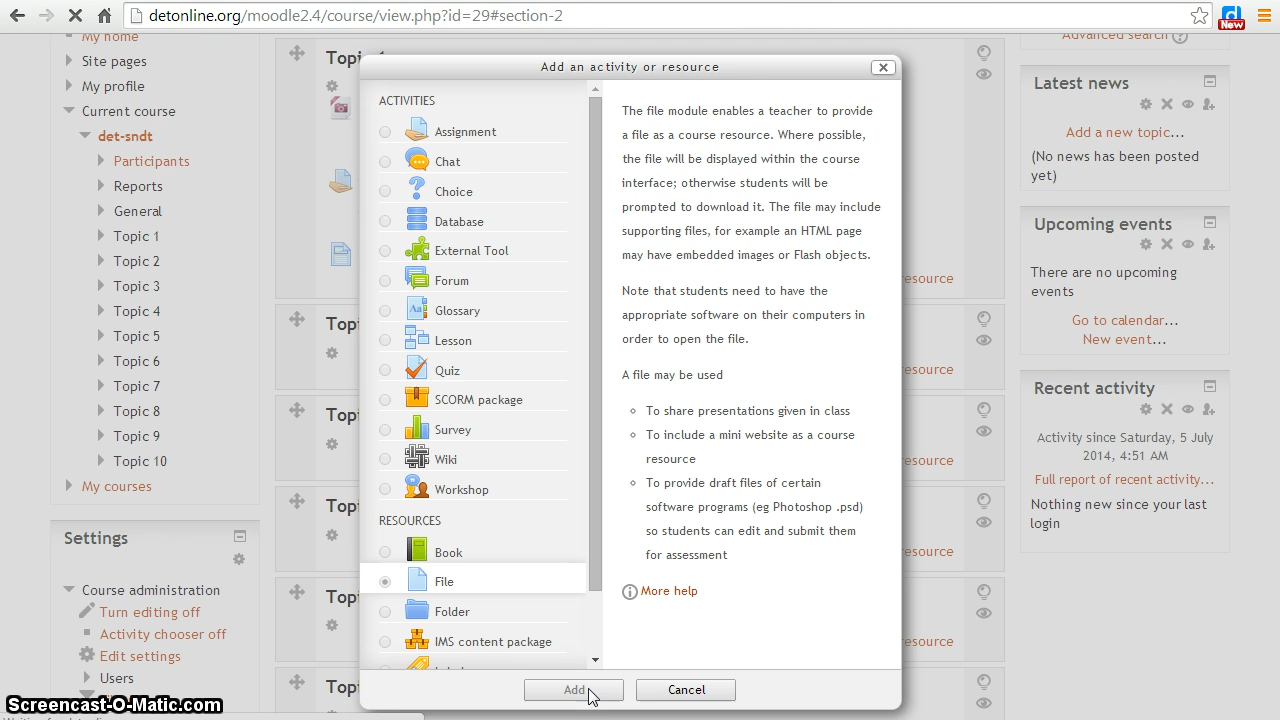 detonline.org/moodle2.4/course/view.php?id=29#section-2
New
My home
Site pages
My profile
Current course
det-sndt
Participants
Reports
General
Topic 1
Topic 2
Topic 3
Topic 4
Topic 5
Topic 6
Topic 7
Topic 8
Topic 9
Topic 10
My courses
Settings
Course administration
Turn editing off
Activity chooser off
Edit settings
Users
Add an activity or resource
ACTIVITIES
Assignment
Chat
Choice
Database
External Tool
Forum
Glossary
Lesson
Quiz
SCORM package
Survey
Wiki
Workshop
RESOURCES
Book
File
Folder
IMS content package
The file module enables a teacher to provide
a file as a course resource. Where possible,
the file will be displayed within the course
interface; otherwise students will be
prompted to download it. The file may include
supporting files, for example an HTML page
may have embedded images or Flash objects.
Note that students need to have the
appropriate software on their computers in
order to open the file.
A file may be used
To share presentations given in class
To include a mini website as a course
resource
To provide draft files of certain
software programs (eg Photoshop .psd)
so students can edit and submit them
for assessment
More help
Add
Cancel
resource
resource
resource
resource
resource
Advanced search
Latest news
Add a new topic...
(No news has been posted
yet)
Upcoming events
There are no upcoming
events
Go to calendar...
New event...
Recent activity
Activity since Saturday, 5 July
2014, 4:51 AM
Full report of recent activity...
Nothing new since your last
login
Screencast-O-Matic.com